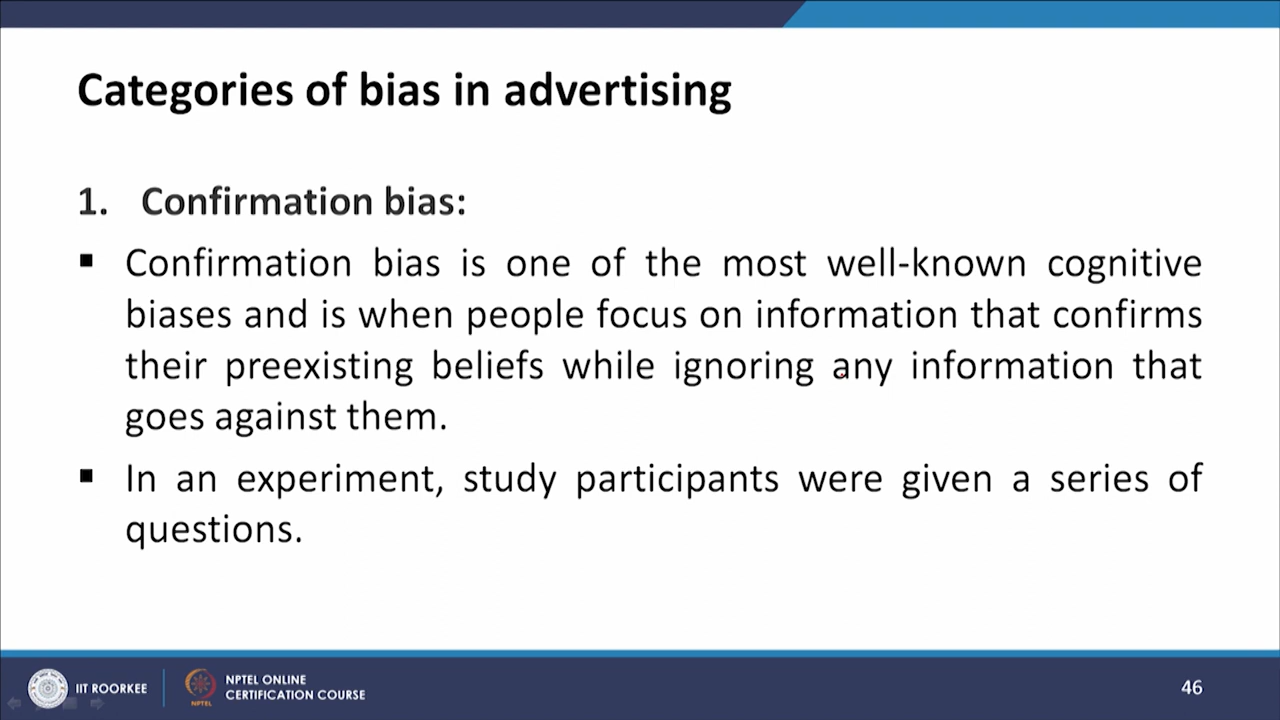 Categories of bias in advertising
1. Confirmation bias:
▪ Confirmation bias is one of the most well-known cognitive
biases and is when people focus on information that confirms
their preexisting beliefs while ignoring any information that
goes against them.
▪ In an experiment, study participants were given a series of
questions.
IIT ROORKEE
NPTEL
NPTEL ONLINE
CERTIFICATION COURSE
46